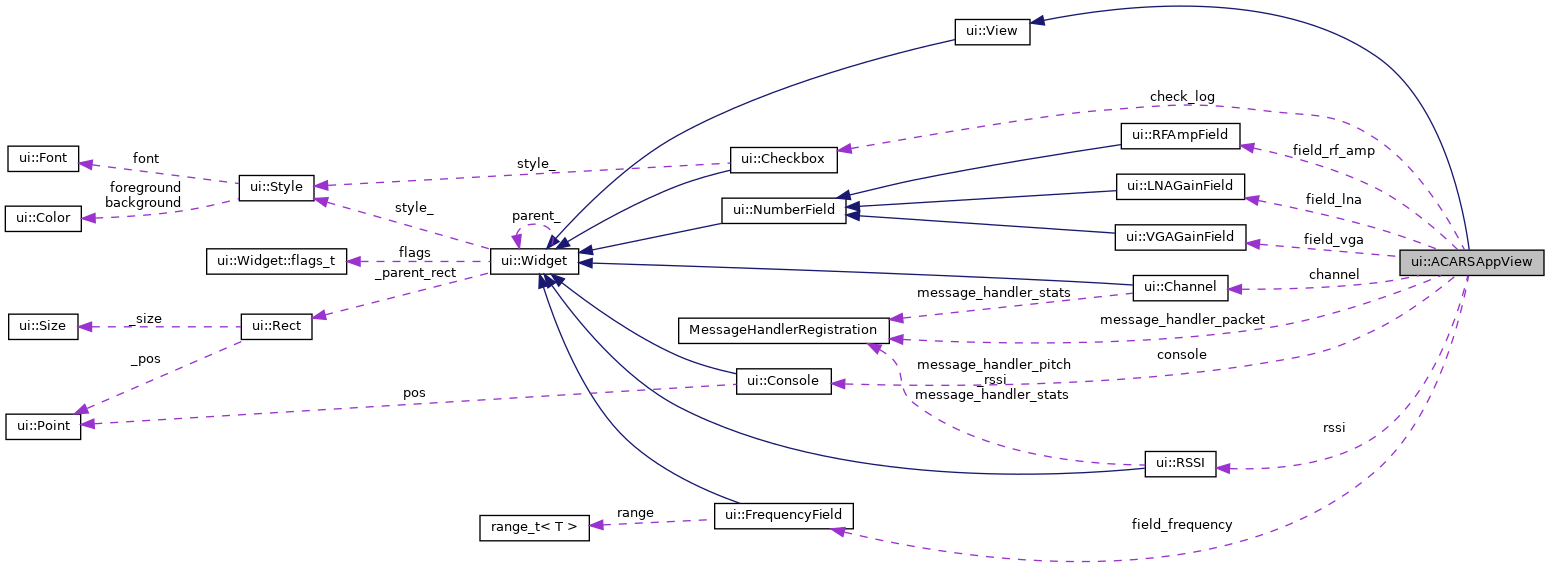 ui::View
check_log
ui::RFAmpField
field_rf_amp
ui::Font
font
style_
ui::Checkbox
ui::Style
foreground
background
ui::LNAGainField
field_lna
ui::Color
style_
parent_
ui::NumberField
ui::VGAGainField
field_vga
flags
ui::Widget::flags_t
ui::Widget
ui::ACARSAppView
_parent_rect
channel
ui::Channel
message_handler_stats
_size
ui::Size
ui::Rect
MessageHandlerRegistration
message_handler_packet
_pos
console
message_handler_pitch
_rssi
message_handler_stats
ui::Console
pos
ui::Point
rssi
ui::RSSI
range
ui::FrequencyField
range_t< T >
field_frequency